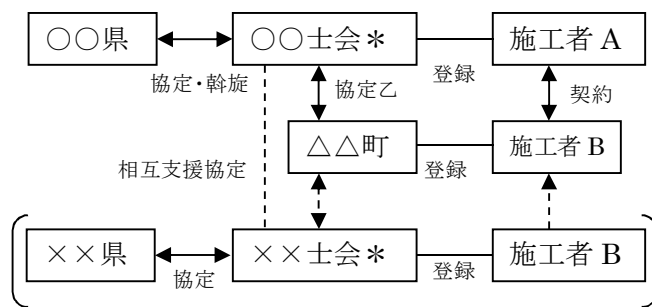 ○○県
○○士会＊
施工者 A
協定・斡旋
協定乙
登録
契約
△△町
施工者 B
相互支援協定
登録
××県
××士会＊
施工者 B
協定
登録